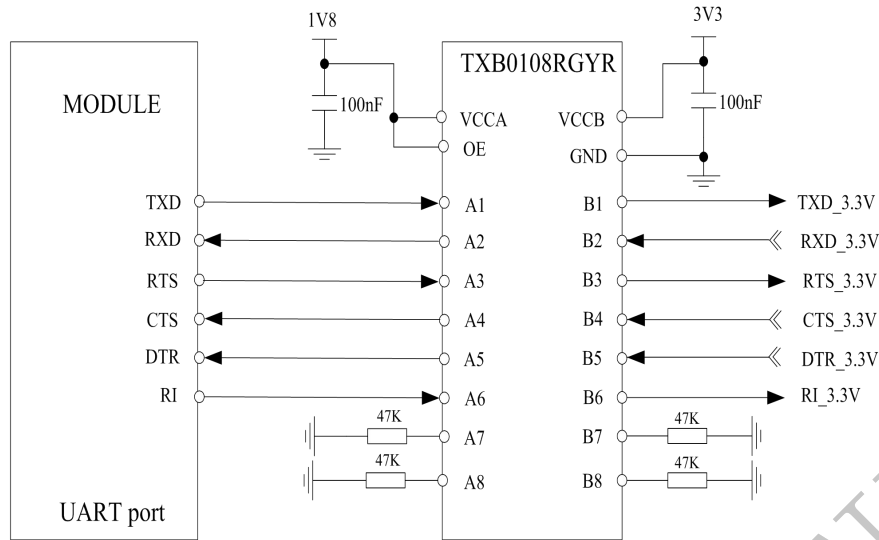 1V8
3V3
MODULE
TXB0108RGYR
100nF
100nF
VCCA
VCCB
OE
GND
TXD
A1
B1
TXD_3.3V
RXD
A2
B2
RXD_3.3V
RTS
A3
B3
RTS_3.3V
CTS
A4
B4
CTS_3.3V
DTR
A5
B5
DTR_3.3V
RI
A6
B6
RI_3.3V
47K
A7
B7
47K
47K
A8
B8
47K
UART port